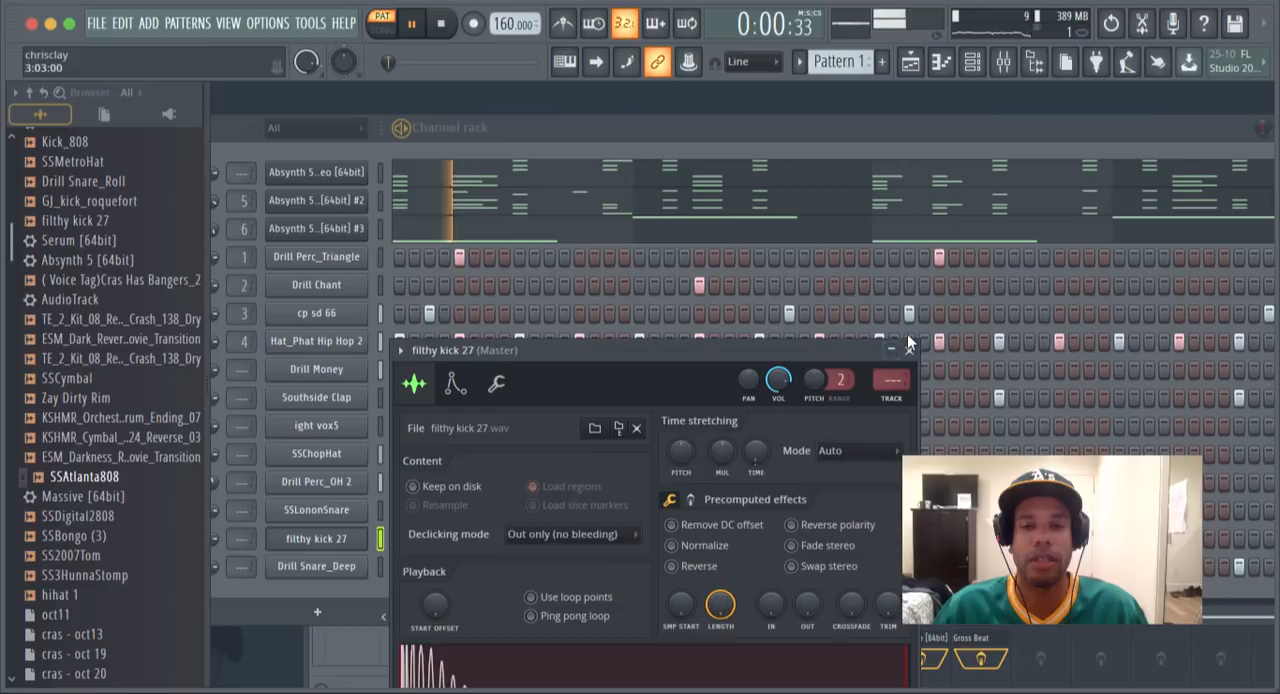 FILE EDIT ADD PATTERNS VIEW OPTIONS TOOLS HELP
PAT
SONG
160.000
3 2:
0:00:33
M:S:CS
9
389 MB
1
chrisclay
3:03:00
Line
Pattern 1
25-10 FL
Studio 20...
Browser - All
All
Channel rack
Kick_808
SSMetroHat
Drill Snare_Roll
GJ_kick_roquefort
filthy kick 27
Serum [64bit]
Absynth 5 [64bit]
( Voice Tag)Cras Has Bangers_2
AudioTrack
TE_2_Kit_08_Re.._Crash_138_Dry
ESM_Dark_Rever..ovie_Transition
TE_2_Kit_08_Re.._Crash_138_Dry
SSCymbal
Zay Dirty Rim
KSHMR_Orchest..rum_Ending_07
KSHMR_Cymbal_..24_Reverse_03
ESM_Darkness_R..ovie_Transition
SSAtlanta808
Massive [64bit]
SSDigital2808
SSBongo (3)
SS2007Tom
SS3HunnaStomp
hihat 1
oct11
cras - oct13
cras - oct 19
cras - oct 20
--- Absynth 5...eo [64bit]
5 Absynth 5..[64bit] #2
6 Absynth 5..[64bit] #3
1 Drill Perc_Triangle
2 Drill Chant
3 cp sd 66
4 Hat_Phat Hip Hop 2
--- Drill Money
--- Southside Clap
--- ight vox5
--- SSChopHat
--- Drill Perc_OH 2
--- SSLononSnare
--- filthy kick 27
--- Drill Snare_Deep
+
filthy kick 27 (Master)
2
---
PAN VOL PITCH RANGE TRACK
File filthy kick 27 wav
Content
Keep on disk
Load regions
Resample
Load slice markers
Declicking mode
Out only (no bleeding)
Playback
START OFFSET
Use loop points
Ping pong loop
Time stretching
PITCH MUL TIME
Mode Auto
Precomputed effects
Remove DC offset
Reverse polarity
Normalize
Fade stereo
Reverse
Swap stereo
SMP START LENGTH IN OUT CROSSFADE TRIM
[64bit]
Gross Beat